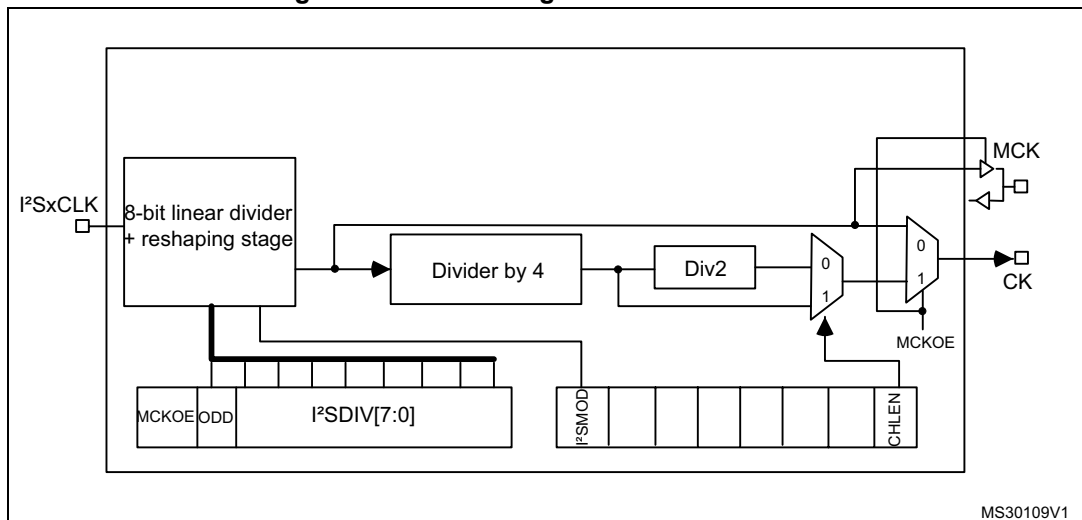 MCK
I²SxCLK
8-bit linear divider
+ reshaping stage
Divider by 4
Div2
0
1
0
1
CK
MCKOE
MCKOE
ODD
I²SDIV[7:0]
I²SMOD
CHLEN
MS30109V1